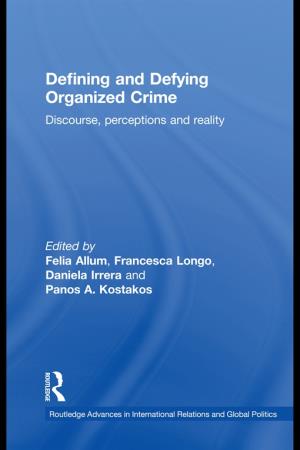 Defining and Defying
Organized Crime
Discourse, perceptions and reality
Edited by
Felia Allum, Francesca Longo,
Daniela Irrera and
Panos A. Kostakos
ROUTLEDGE
Routledge Advances in International Relations and Global Politics